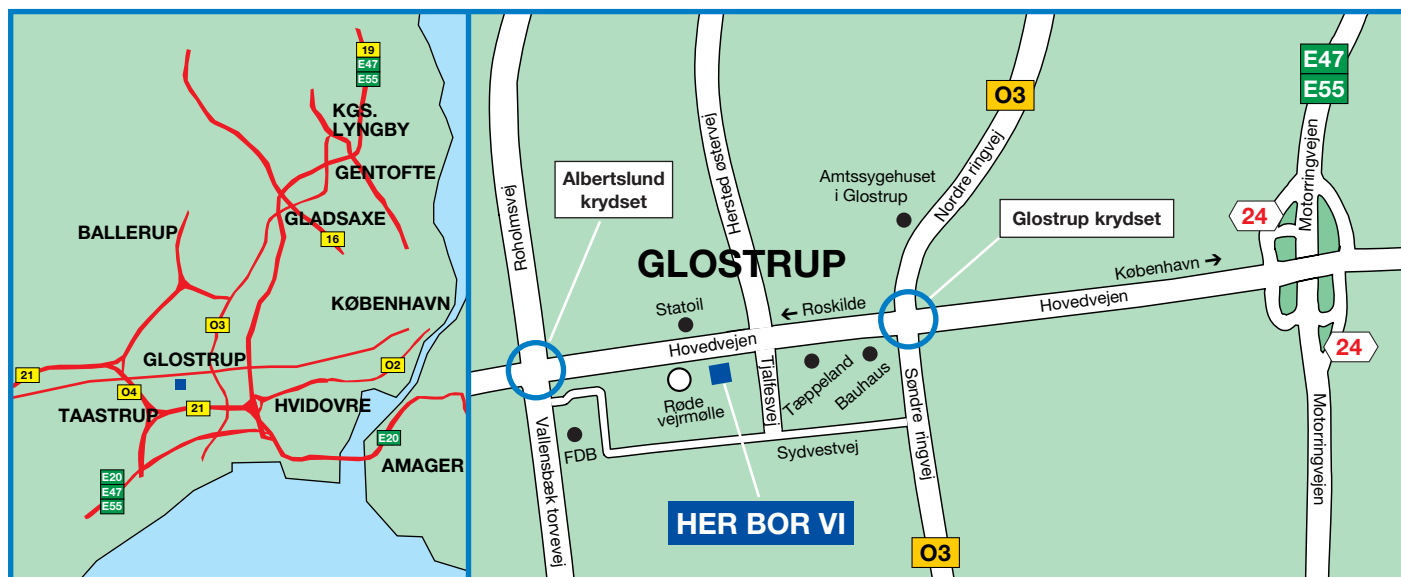 19
E47
E55
KGS.
LYNGBY
GENTOFTE
GLADSAXE
BALLERUP
16
KØBENHAVN
O3
GLOSTRUP
O2
21
O4
TAASTRUP
21
HVIDOVRE
E20
AMAGER
E20
E47
E55
E47
E55
O3
Roholmsvej
Albertslund
krydset
Hersted østervej
Amtssygehuset
i Glostrup
Nordre ringvej
Glostrup krydset
24
Motorringvejen
GLOSTRUP
København →
Statoil
← Roskilde
Hovedvejen
Hovedvejen
24
Røde
vejrmølle
Tjalfesvej
Tæppeland
Bauhaus
Søndre ringvej
Motorringvejen
Vallensbæk torvevej
FDB
Sydvestvej
HER BOR VI
O3